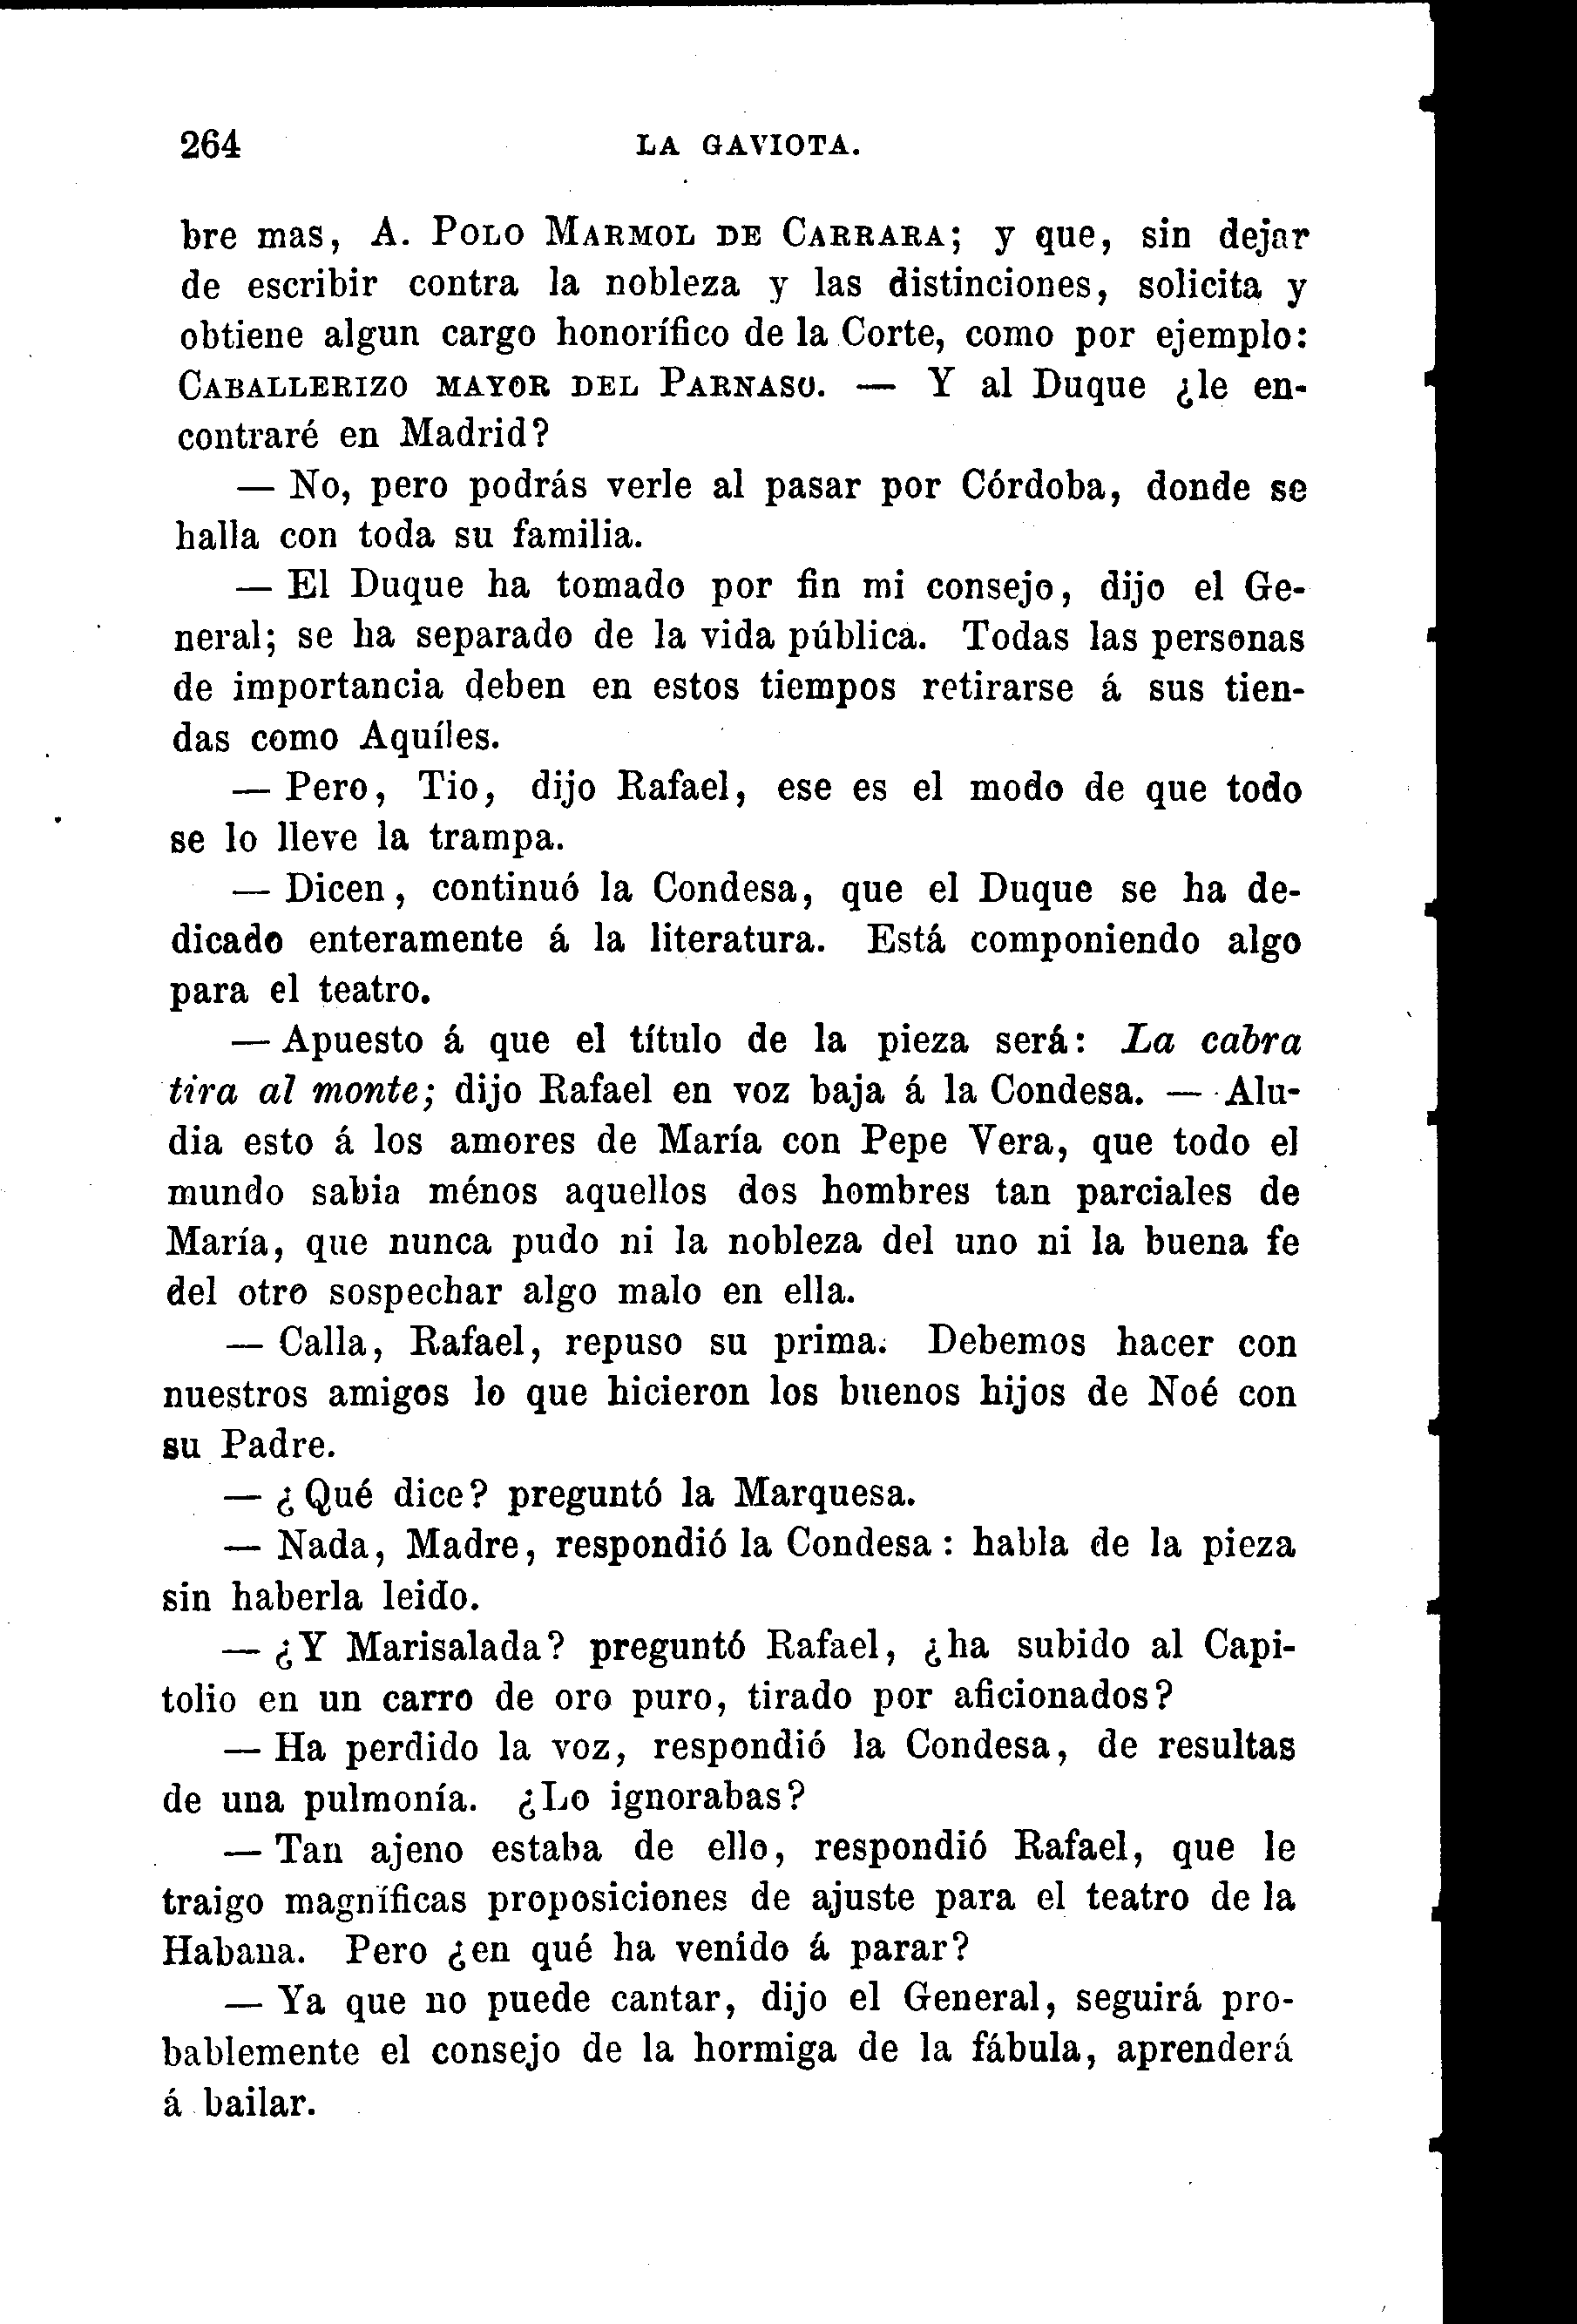 264 LA GAVIOTA.
bre mas, A. POLO MARMOL DE CARRARA; y que, sin dejar
de escribir contra la nobleza y las distinciones, solicita y
obtiene algun cargo honorífico de la Corte, como por ejemplo:
CABALLERIZO MAYOR DEL PARNASO. — Y al Duque ¿le en-
contraré en Madrid?
— No, pero podrás verle al pasar por Córdoba, donde se
halla con toda su familia.
— El Duque ha tomado por fin mi consejo, dijo el Ge-
neral; se ha separado de la vida pública. Todas las personas
de importancia deben en estos tiempos retirarse á sus tien-
das como Aquíles.
— Pero, Tio, dijo Rafael, ese es el modo de que todo
se lo lleve la trampa.
— Dicen, continuó la Condesa, que el Duque se ha de-
dicado enteramente á la literatura. Está componiendo algo
para el teatro.
— Apuesto á que el título de la pieza será: La cabra
tira al monte; dijo Rafael en voz baja á la Condesa. — Alu-
dia esto á los amores de María con Pepe Vera, que todo el
mundo sabia ménos aquellos dos hombres tan parciales de
María, que nunca pudo ni la nobleza del uno ni la buena fe
del otro sospechar algo malo en ella.
— Calla, Rafael, repuso su prima. Debemos hacer con
nuestros amigos lo que hicieron los buenos hijos de Noé con
su Padre.
— ¿Qué dice? preguntó la Marquesa.
— Nada, Madre, respondió la Condesa: habla de la pieza
sin haberla leido.
— ¿Y Marisalada? preguntó Rafael, ¿ha subido al Capi-
tolio en un carro de oro puro, tirado por aficionados?
— Ha perdido la voz, respondió la Condesa, de resultas
de una pulmonía. ¿Lo ignorabas?
— Tan ajeno estaba de ello, respondió Rafael, que le
traigo magníficas proposiciones de ajuste para el teatro de la
Habana. Pero ¿en qué ha venido á parar?
— Ya que no puede cantar, dijo el General, seguirá pro-
bablemente el consejo de la hormiga de la fábula, aprenderá
á bailar.